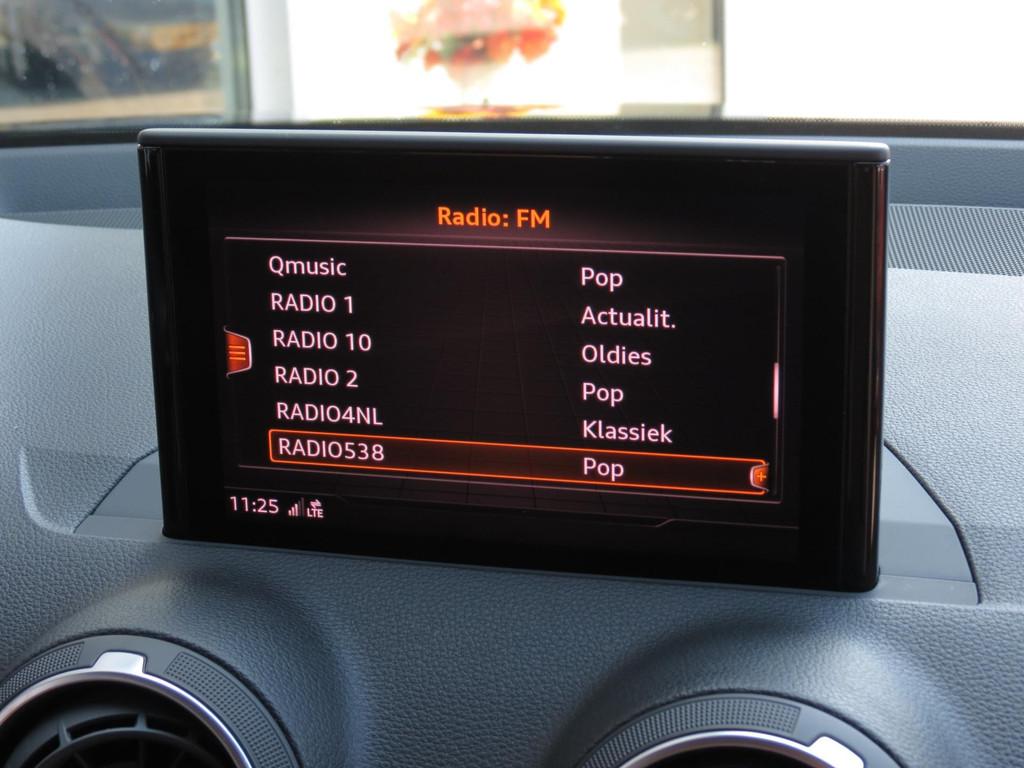 Radio: FM
Qmusic Pop
RADIO 1 Actualit.
RADIO 10 Oldies
RADIO 2 Pop
RADIO4NL Klassiek
RADIO538 Pop
11:25 LTE